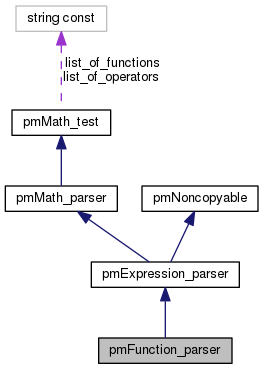 string const
list_of_functions
list_of_operators
pmMath_test
pmMath_parser
pmNoncopyable
pmExpression_parser
pmFunction_parser